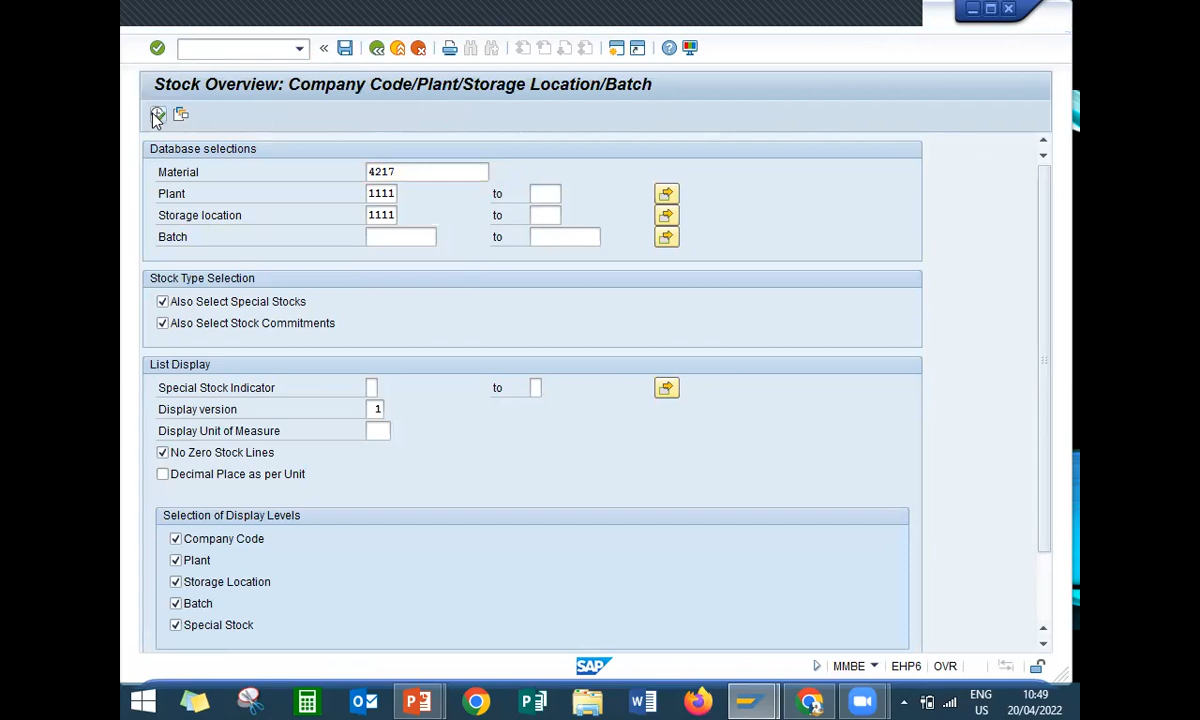 Stock Overview: Company Code/Plant/Storage Location/Batch
Database selections
Material 4217
Plant 1111 to
Storage location 1111 to
Batch to
Stock Type Selection
Also Select Special Stocks
Also Select Stock Commitments
List Display
Special Stock Indicator to
Display version 1
Display Unit of Measure
No Zero Stock Lines
Decimal Place as per Unit
Selection of Display Levels
Company Code
Plant
Storage Location
Batch
Special Stock
SAP MMBE EHP6 OVR
ENG 10:49
US 20/04/2022